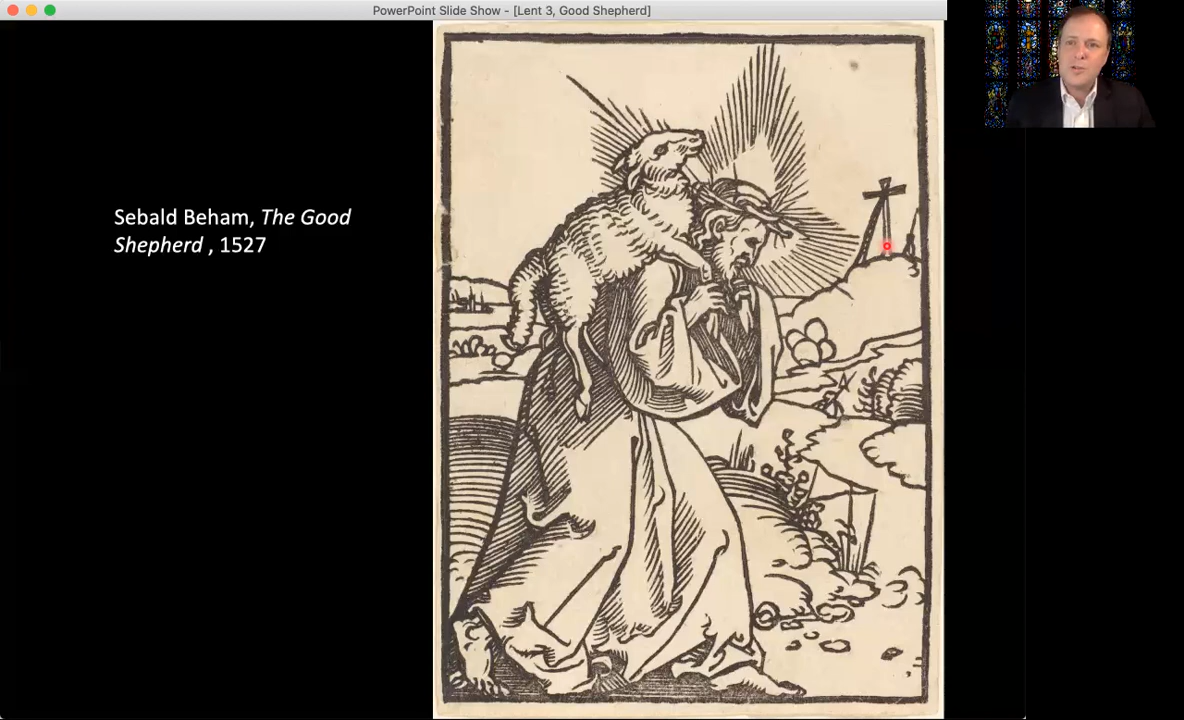 PowerPoint Slide Show - [Lent 3, Good Shepherd]
Sebald Beham, The Good
Shepherd , 1527